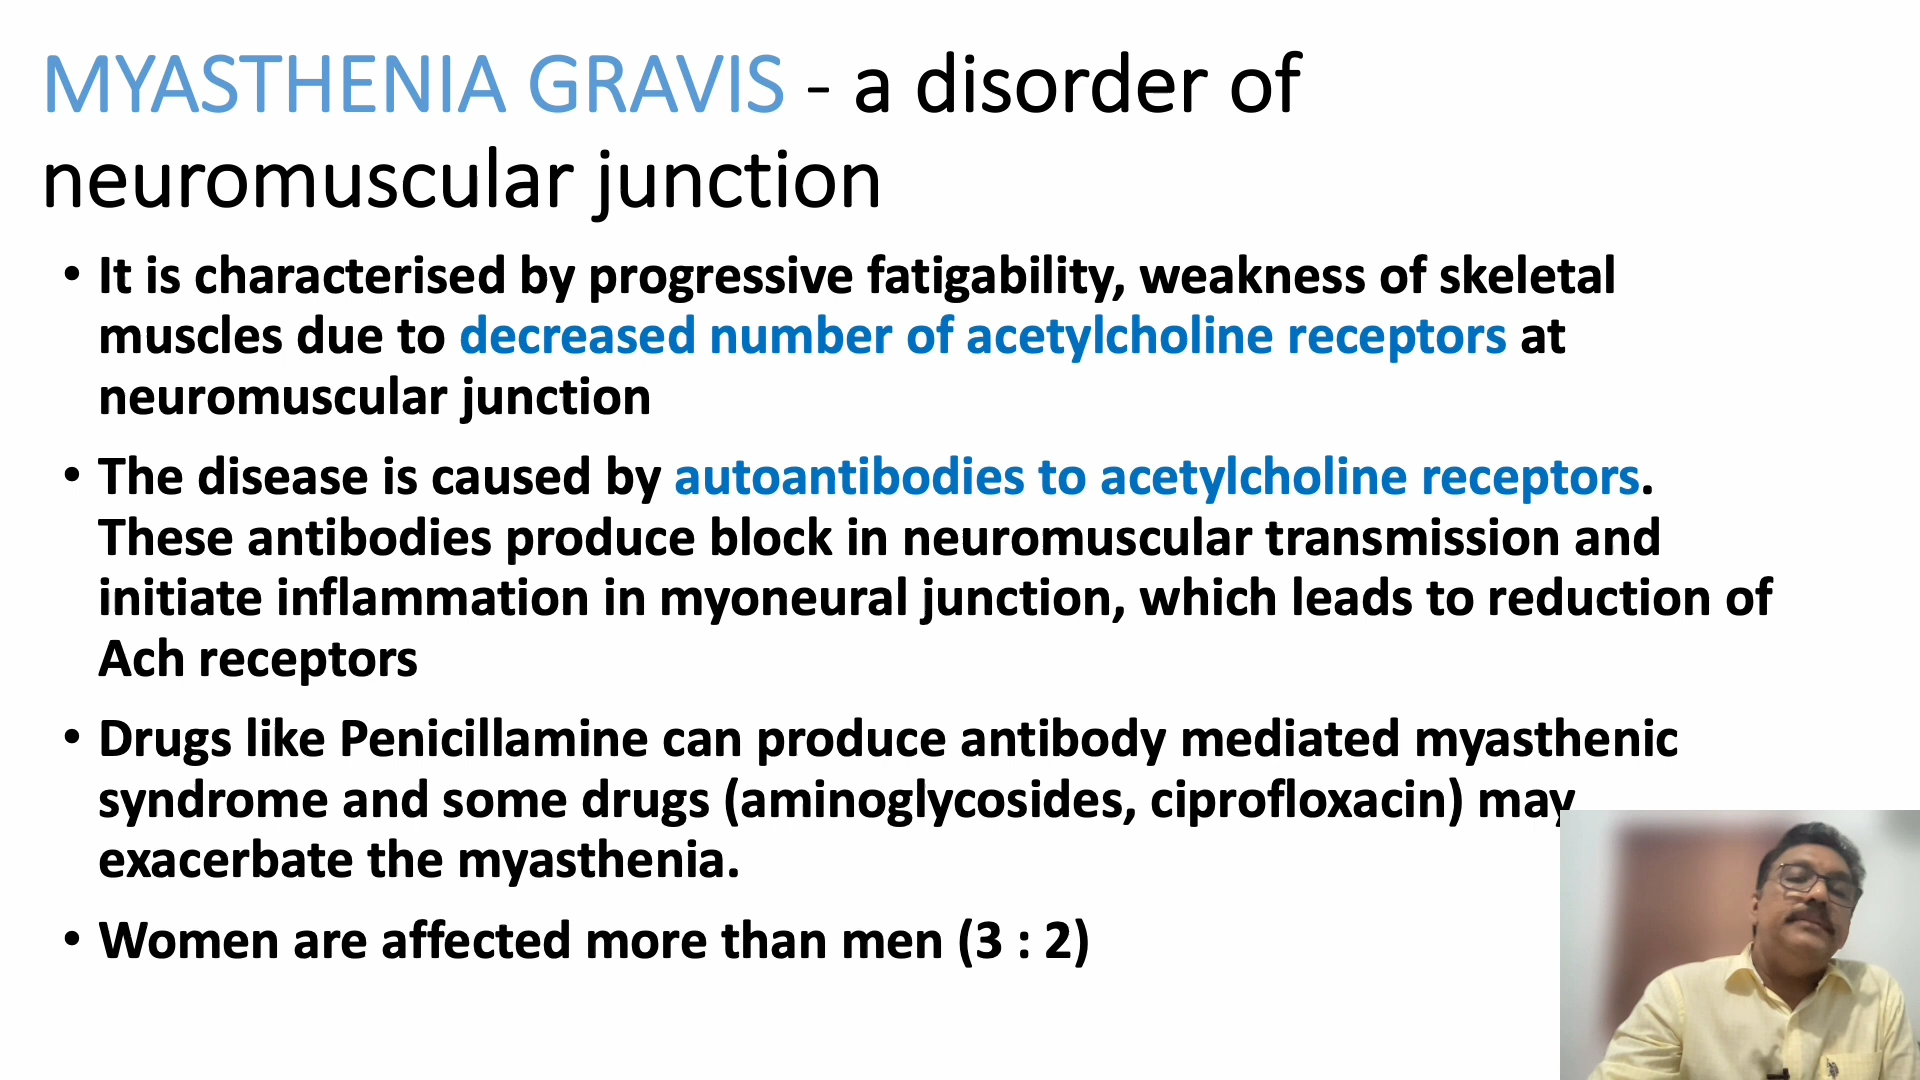 MYASTHENIA GRAVIS - a disorder of
neuromuscular junction
• It is characterised by progressive fatigability, weakness of skeletal
muscles due to decreased number of acetylcholine receptors at
neuromuscular junction
• The disease is caused by autoantibodies to acetylcholine receptors.
These antibodies produce block in neuromuscular transmission and
initiate inflammation in myoneural junction, which leads to reduction of
Ach receptors
• Drugs like Penicillamine can produce antibody mediated myasthenic
syndrome and some drugs (aminoglycosides, ciprofloxacin) may
exacerbate the myasthenia.
• Women are affected more than men (3 : 2)